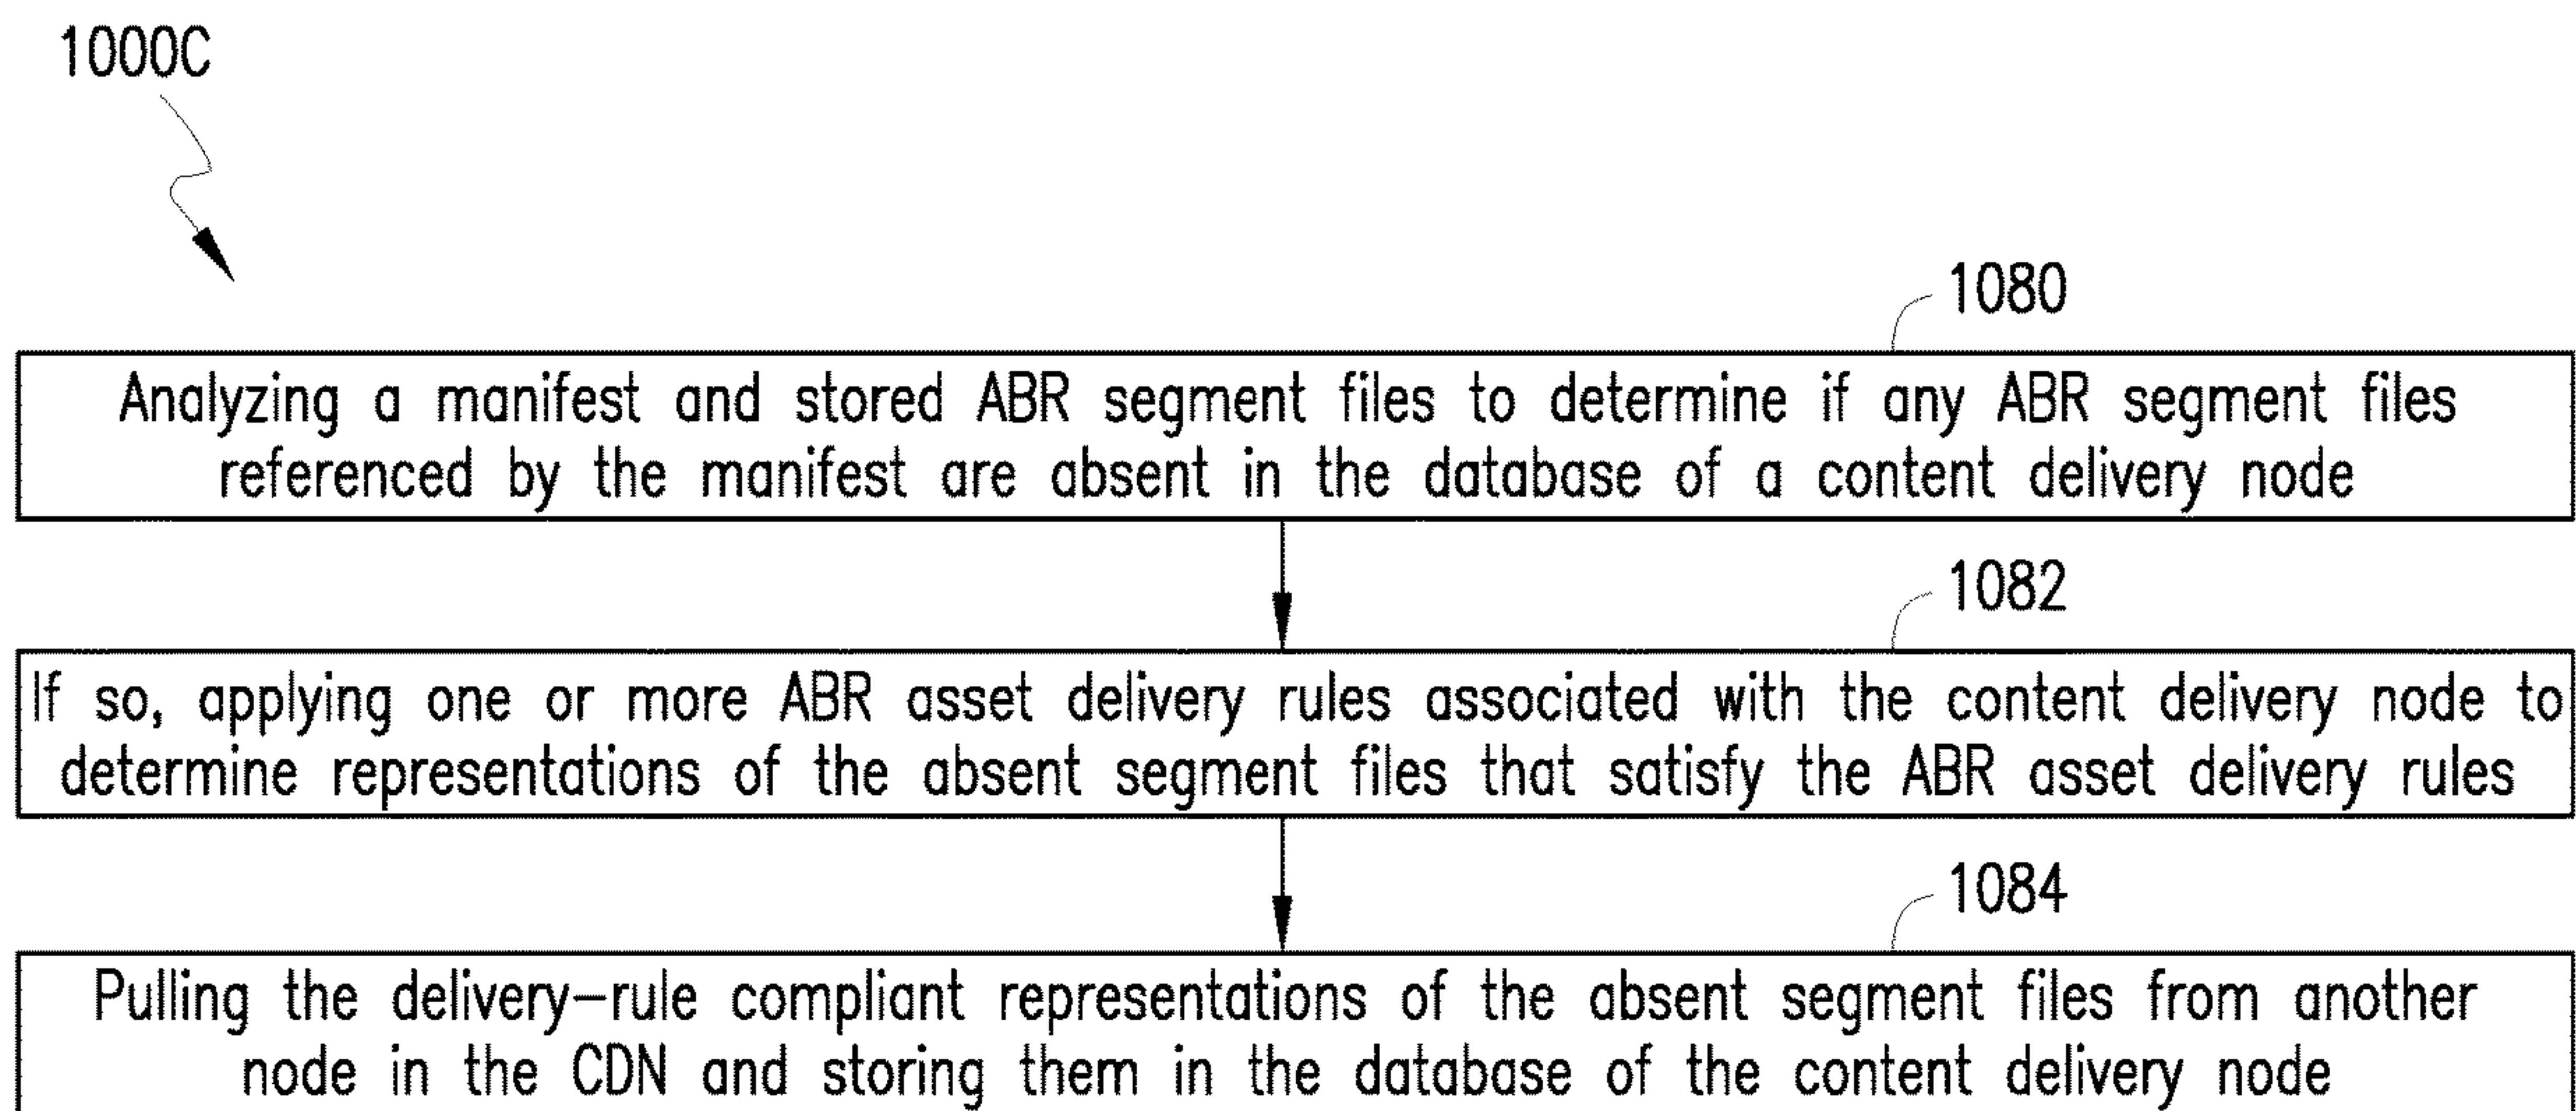 1000C
1080
Analyzing a manifest and stored ABR segment files to determine if any ABR segment files
referenced by the manifest are absent in the database of a content delivery node
1082
If so, applying one or more ABR asset delivery rules associated with the content delivery node to
determine representations of the absent segment files that satisfy the ABR asset delivery rules
1084
Pulling the delivery-rule compliant representations of the absent segment files from another
node in the CDN and storing them in the database of the content delivery node